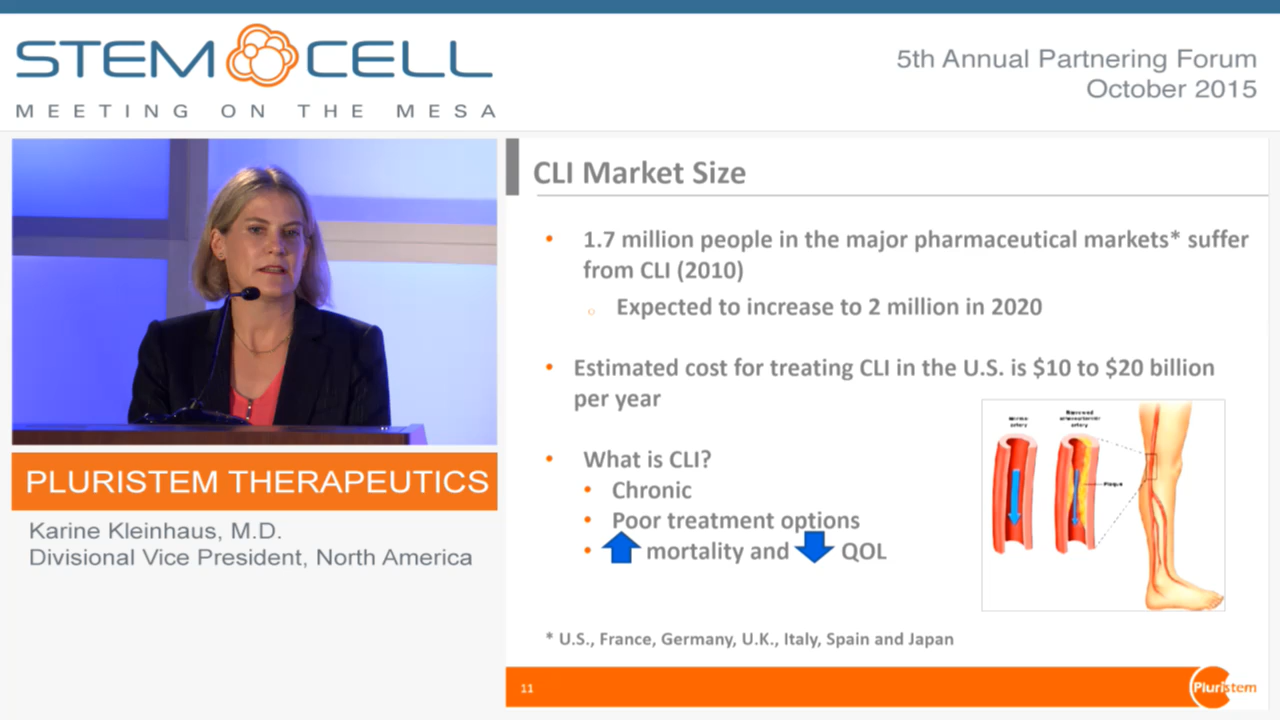 STEM CELL
MEETING ON THE MESA
5th Annual Partnering Forum
October 2015
PLURISTEM THERAPEUTICS
Karine Kleinhaus, M.D.
Divisional Vice President, North America
CLI Market Size
• 1.7 million people in the major pharmaceutical markets* suffer
from CLI (2010)
○ Expected to increase to 2 million in 2020
• Estimated cost for treating CLI in the U.S. is $10 to $20 billion
per year
• What is CLI?
• Chronic
• Poor treatment options
• mortality and QOL
Normal
artery
Narrowed
artery
Plaque
* U.S., France, Germany, U.K., Italy, Spain and Japan
11
Pluristem